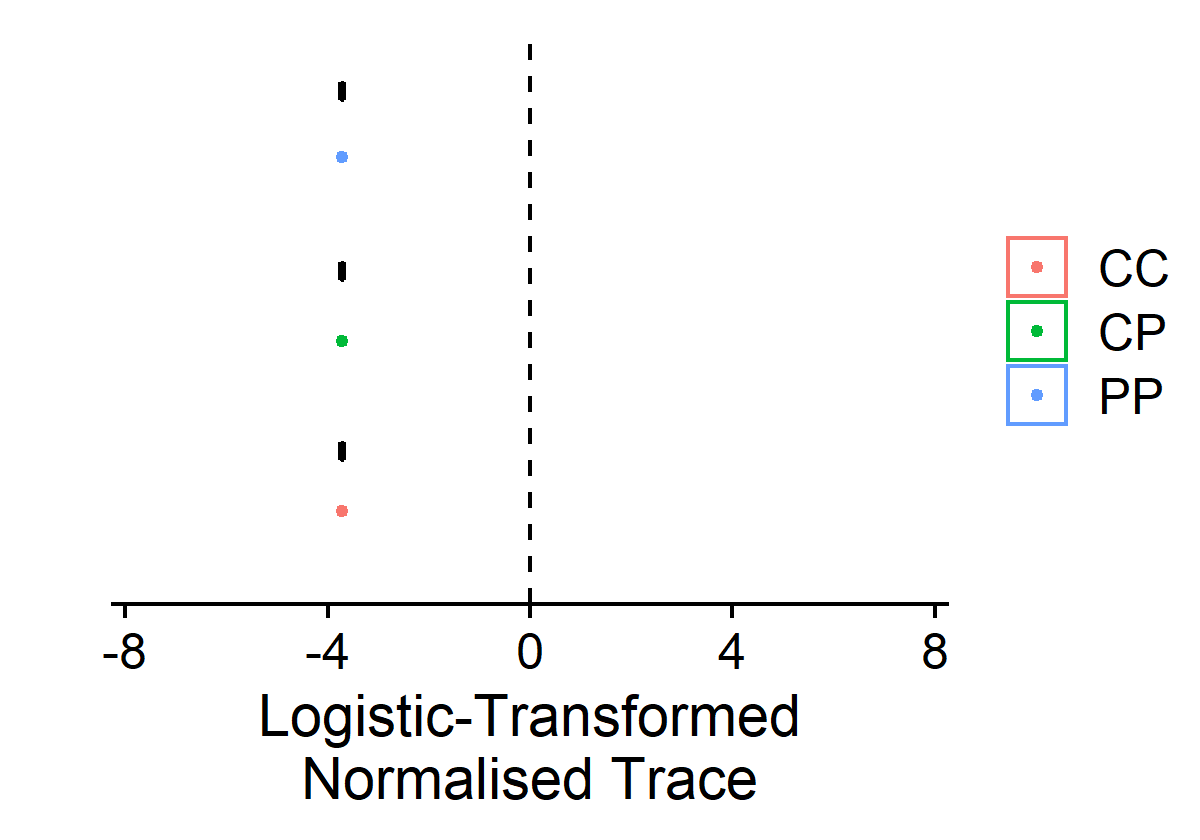 CC
CP
PP
-8 -4 0 4 8
Logistic-Transformed
Normalised Trace